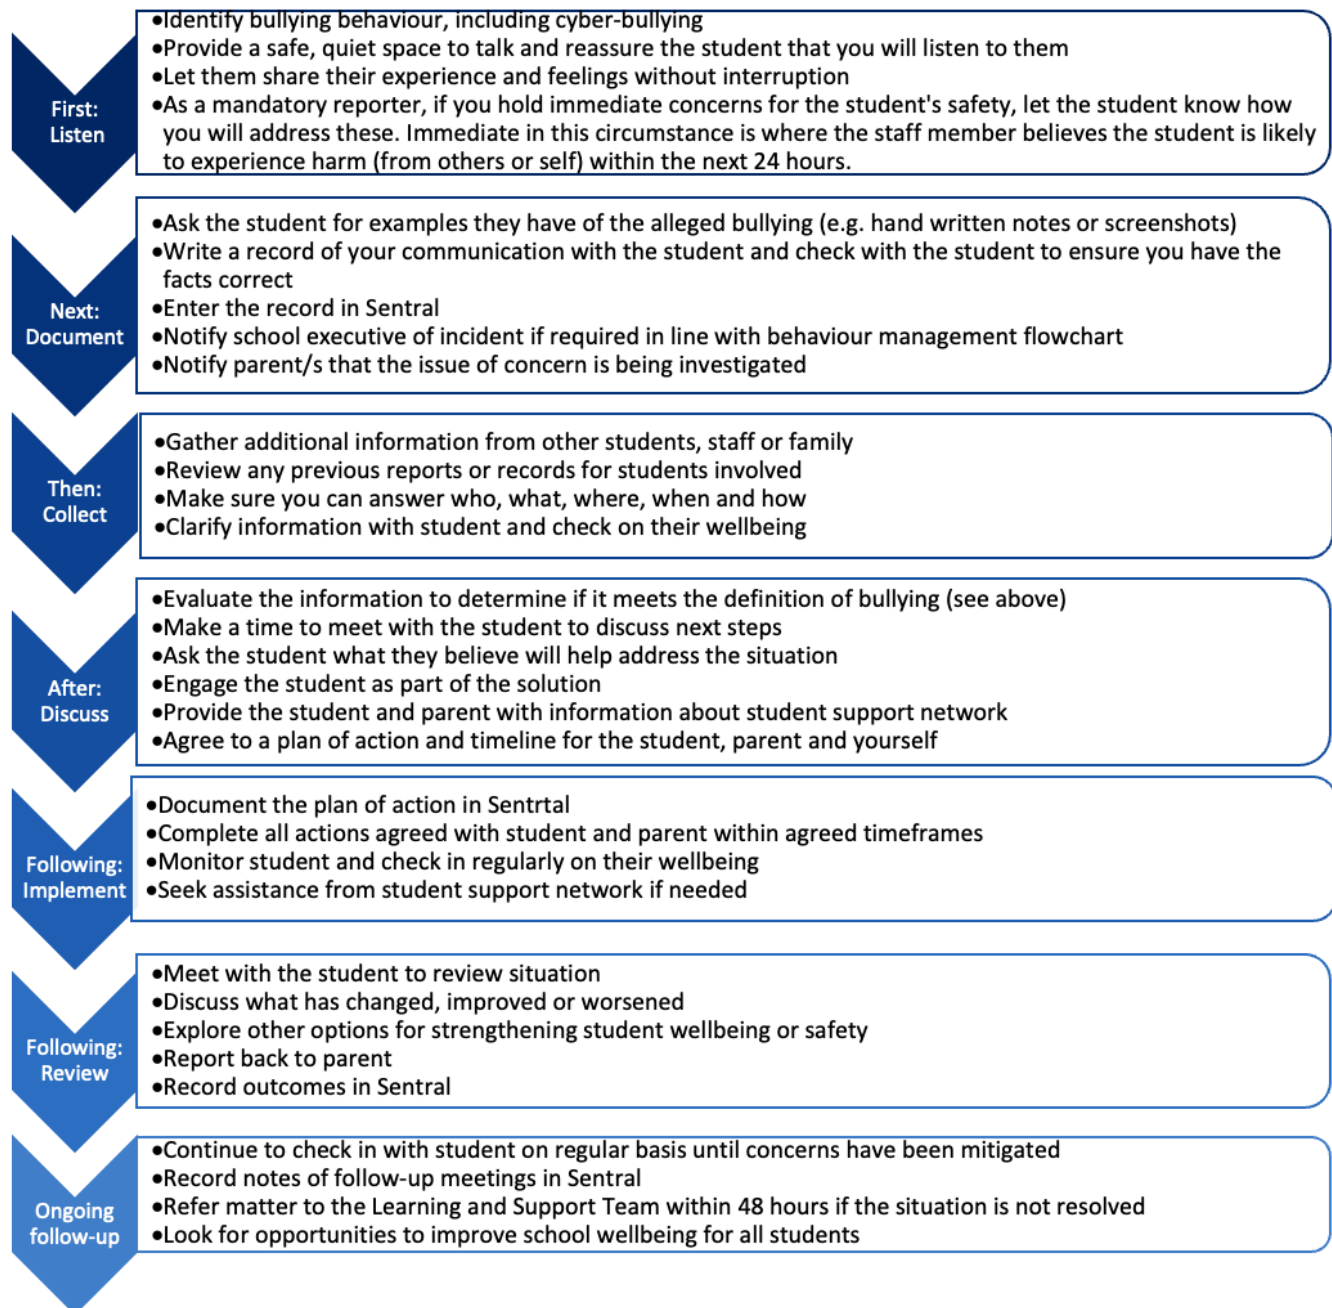 First:
Listen
•Identify bullying behaviour, including cyber-bullying
•Provide a safe, quiet space to talk and reassure the student that you will listen to them
•Let them share their experience and feelings without interruption
•As a mandatory reporter, if you hold immediate concerns for the student's safety, let the student know how
you will address these. Immediate in this circumstance is where the staff member believes the student is likely
to experience harm (from others or self) within the next 24 hours.
Next:
Document
•Ask the student for examples they have of the alleged bullying (e.g. hand written notes or screenshots)
•Write a record of your communication with the student and check with the student to ensure you have the
facts correct
•Enter the record in Sentral
•Notify school executive of incident if required in line with behaviour management flowchart
•Notify parent/s that the issue of concern is being investigated
Then:
Collect
•Gather additional information from other students, staff or family
•Review any previous reports or records for students involved
•Make sure you can answer who, what, where, when and how
•Clarify information with student and check on their wellbeing
After:
Discuss
•Evaluate the information to determine if it meets the definition of bullying (see above)
•Make a time to meet with the student to discuss next steps
•Ask the student what they believe will help address the situation
•Engage the student as part of the solution
•Provide the student and parent with information about student support network
•Agree to a plan of action and timeline for the student, parent and yourself
Following:
Implement
•Document the plan of action in Sentrtal
•Complete all actions agreed with student and parent within agreed timeframes
•Monitor student and check in regularly on their wellbeing
•Seek assistance from student support network if needed
Following:
Review
•Meet with the student to review situation
•Discuss what has changed, improved or worsened
•Explore other options for strengthening student wellbeing or safety
•Report back to parent
•Record outcomes in Sentral
Ongoing
follow-up
•Continue to check in with student on regular basis until concerns have been mitigated
•Record notes of follow-up meetings in Sentral
•Refer matter to the Learning and Support Team within 48 hours if the situation is not resolved
•Look for opportunities to improve school wellbeing for all students